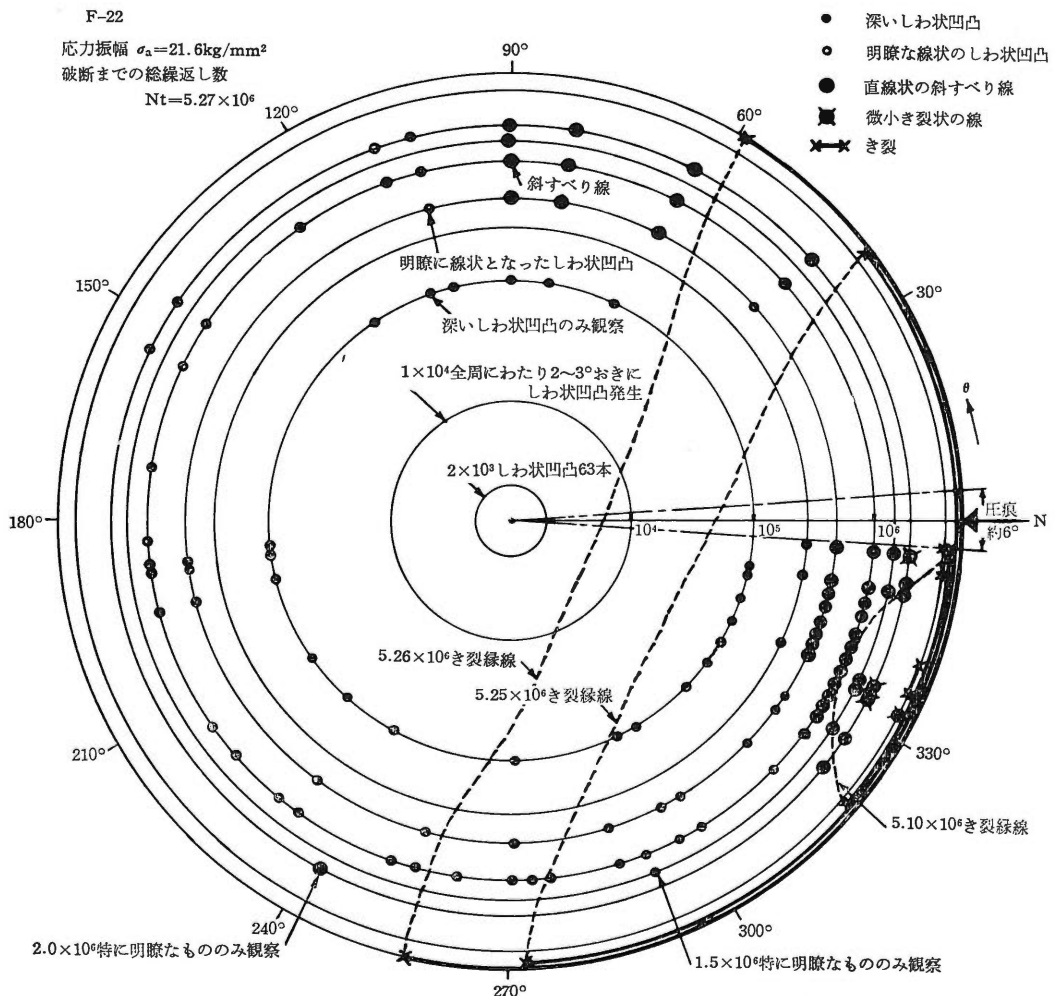 F-22
応力振幅 σa=21.6kg/mm²
破断までの総繰返し数
Nt=5.27×10⁶
深いしわ状凹凸
明瞭な線状のしわ状凹凸
直線状の斜すべり線
微小き裂状の線
き裂
90°
120°
60°
斜すべり線
明瞭に線状となったしわ状凹凸
150°
30°
深いしわ状凹凸のみ観察
1×10⁴全周にわたり2〜3°おきに
しわ状凹凸発生
θ
2×10³しわ状凹凸63本
圧痕
約6°
180°
10⁴
10⁵
10⁶
N
5.26×10⁶き裂縁線
5.25×10⁶き裂縁線
210°
330°
5.10×10⁶き裂縁線
240°
300°
2.0×10⁶特に明瞭なもののみ観察
1.5×10⁶特に明瞭なもののみ観察
270°